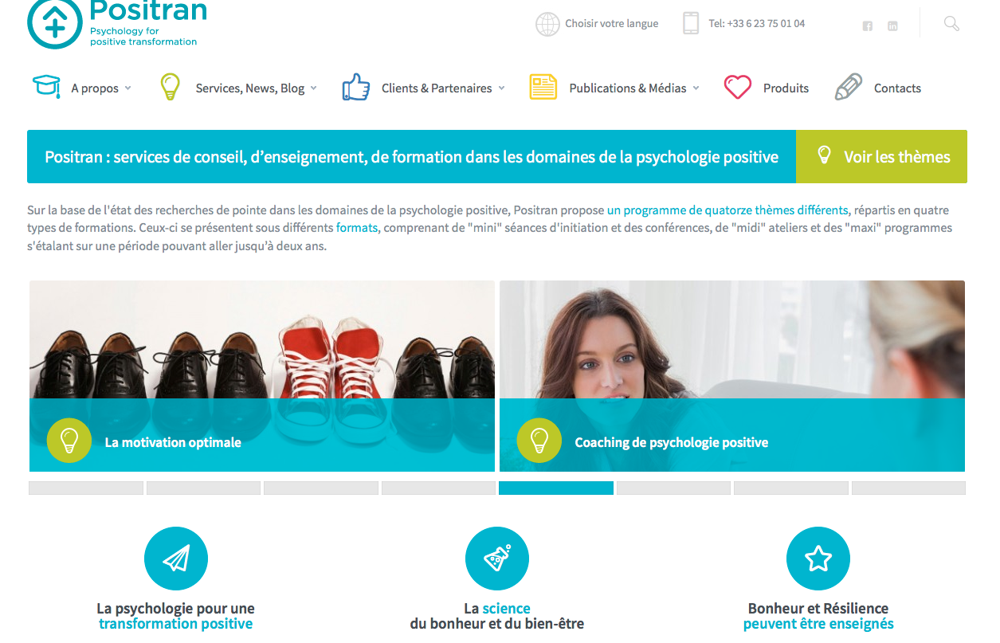 Positran
Psychology for
positive transformation
Choisir votre langue
Tel: +33 6 23 75 01 04
A propos
Services, News, Blog
Clients & Partenaires
Publications & Médias
Produits
Contacts
Positran : services de conseil, d’enseignement, de formation dans les domaines de la psychologie positive
Voir les thèmes
Sur la base de l'état des recherches de pointe dans les domaines de la psychologie positive, Positran propose un programme de quatorze thèmes différents, répartis en quatre
types de formations. Ceux-ci se présentent sous différents formats, comprenant de "mini" séances d'initiation et des conférences, de "midi" ateliers et des "maxi" programmes
s'étalant sur une période pouvant aller jusqu’à deux ans.
La motivation optimale
Coaching de psychologie positive
La psychologie pour une
transformation positive
La science
du bonheur et du bien-être
Bonheur et Résilience
peuvent être enseignés